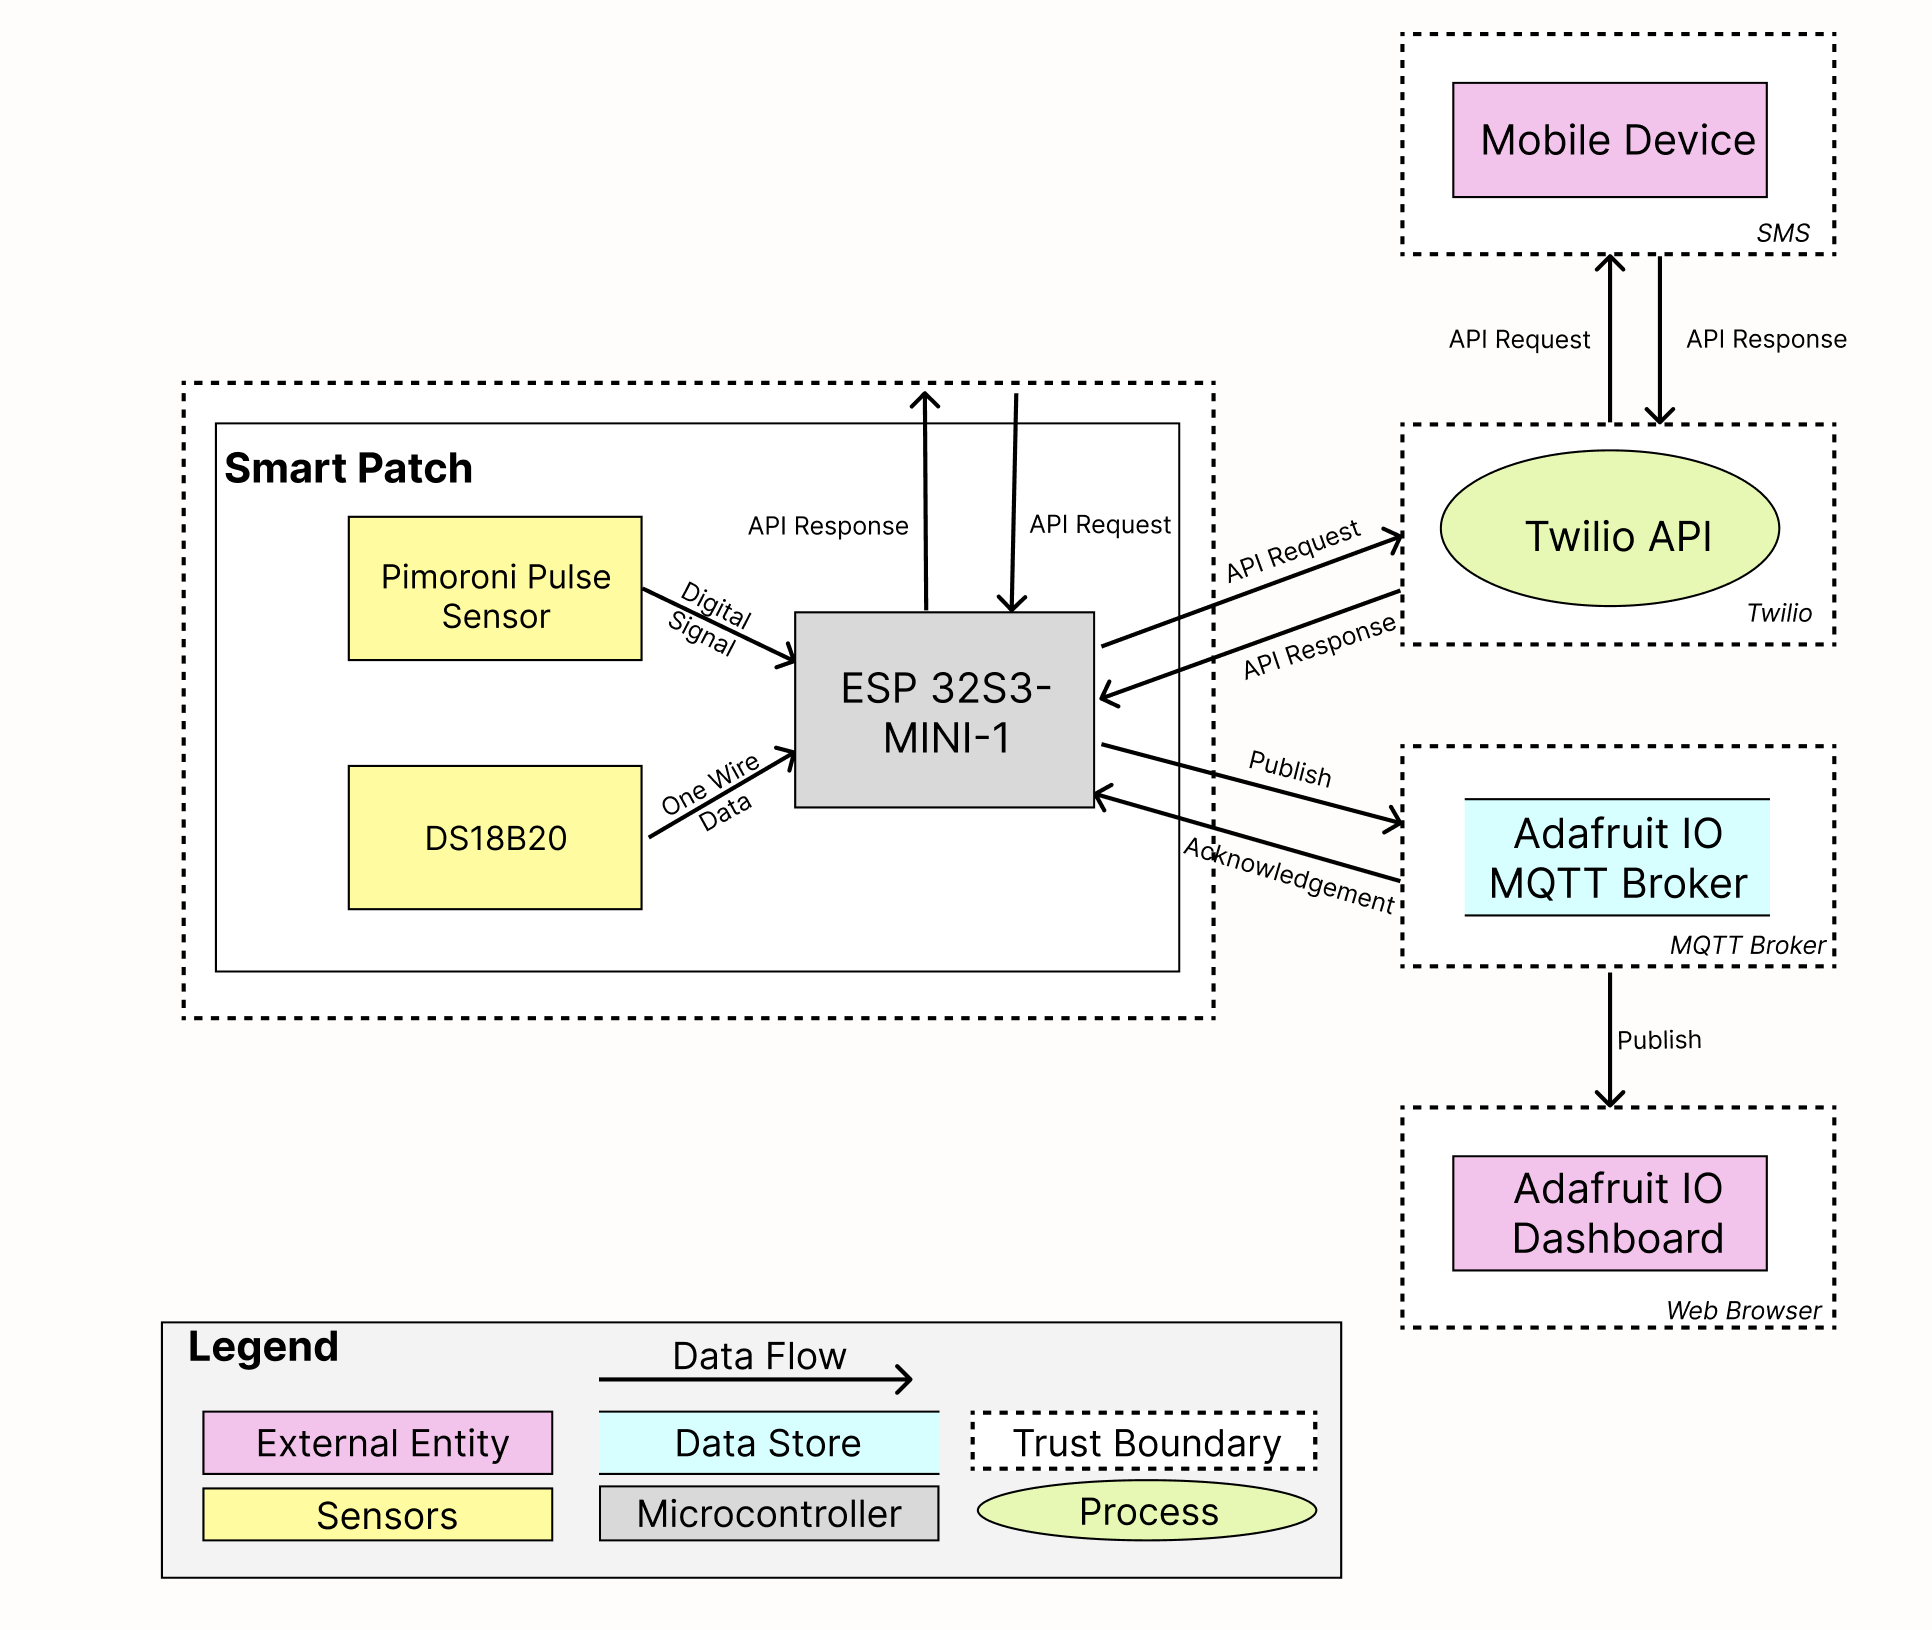 Mobile Device
SMS
API Request
API Response
Smart Patch
Pimoroni Pulse
Sensor
Digital
Signal
API Response
API Request
ESP 32S3-
MINI-1
DS18B20
One Wire
Data
API Request
API Response
Twilio API
Twilio
Publish
Acknowledgement
Adafruit IO
MQTT Broker
MQTT Broker
Publish
Adafruit IO
Dashboard
Web Browser
Legend
Data Flow
External Entity
Data Store
Trust Boundary
Sensors
Microcontroller
Process